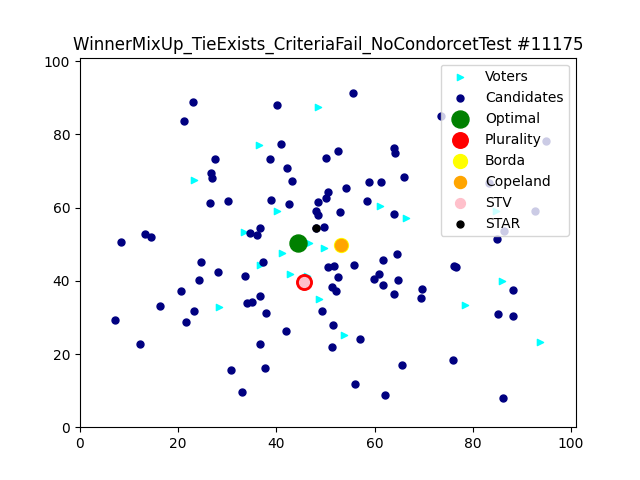 WinnerMixUp_TieExists_CriteriaFail_NoCondorcetTest #11175
100
80
60
40
20
0
0
20
40
60
80
100
Voters
Candidates
Optimal
Plurality
Borda
Copeland
STV
STAR